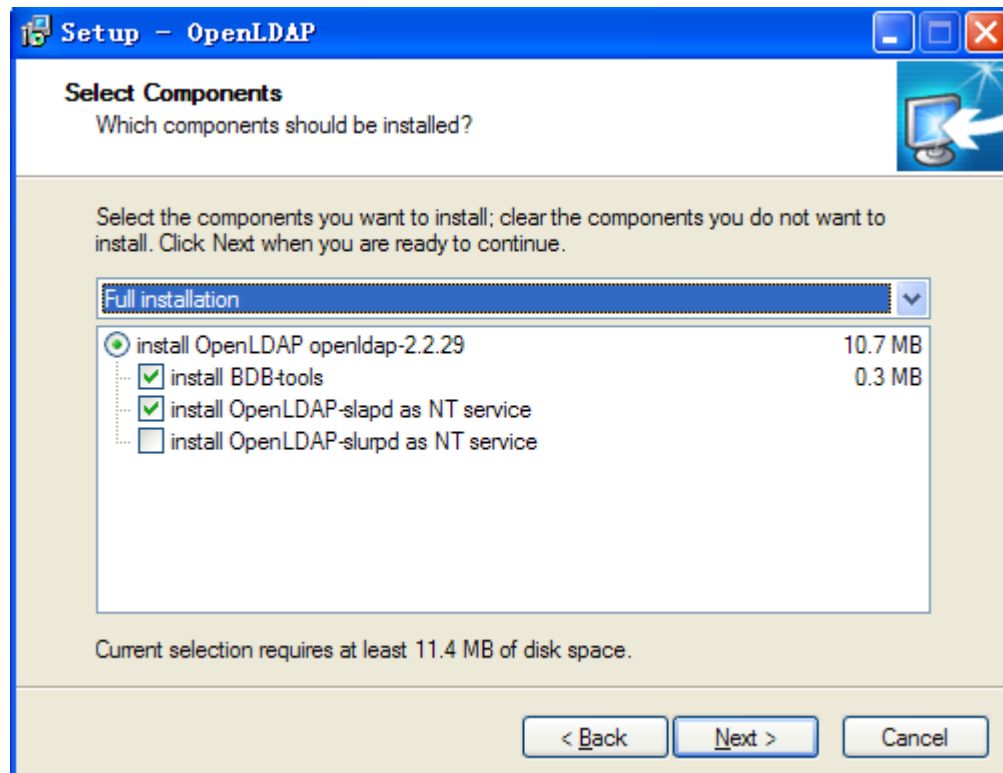 Setup - OpenLDAP
Select Components
Which components should be installed?
Select the components you want to install; clear the components you do not want to
install. Click Next when you are ready to continue.
Full installation
install OpenLDAP openldap-2.2.29 10.7 MB
install BDB-tools 0.3 MB
install OpenLDAP-slapd as NT service
install OpenLDAP-slurpd as NT service
Current selection requires at least 11.4 MB of disk space.
< Back Next > Cancel